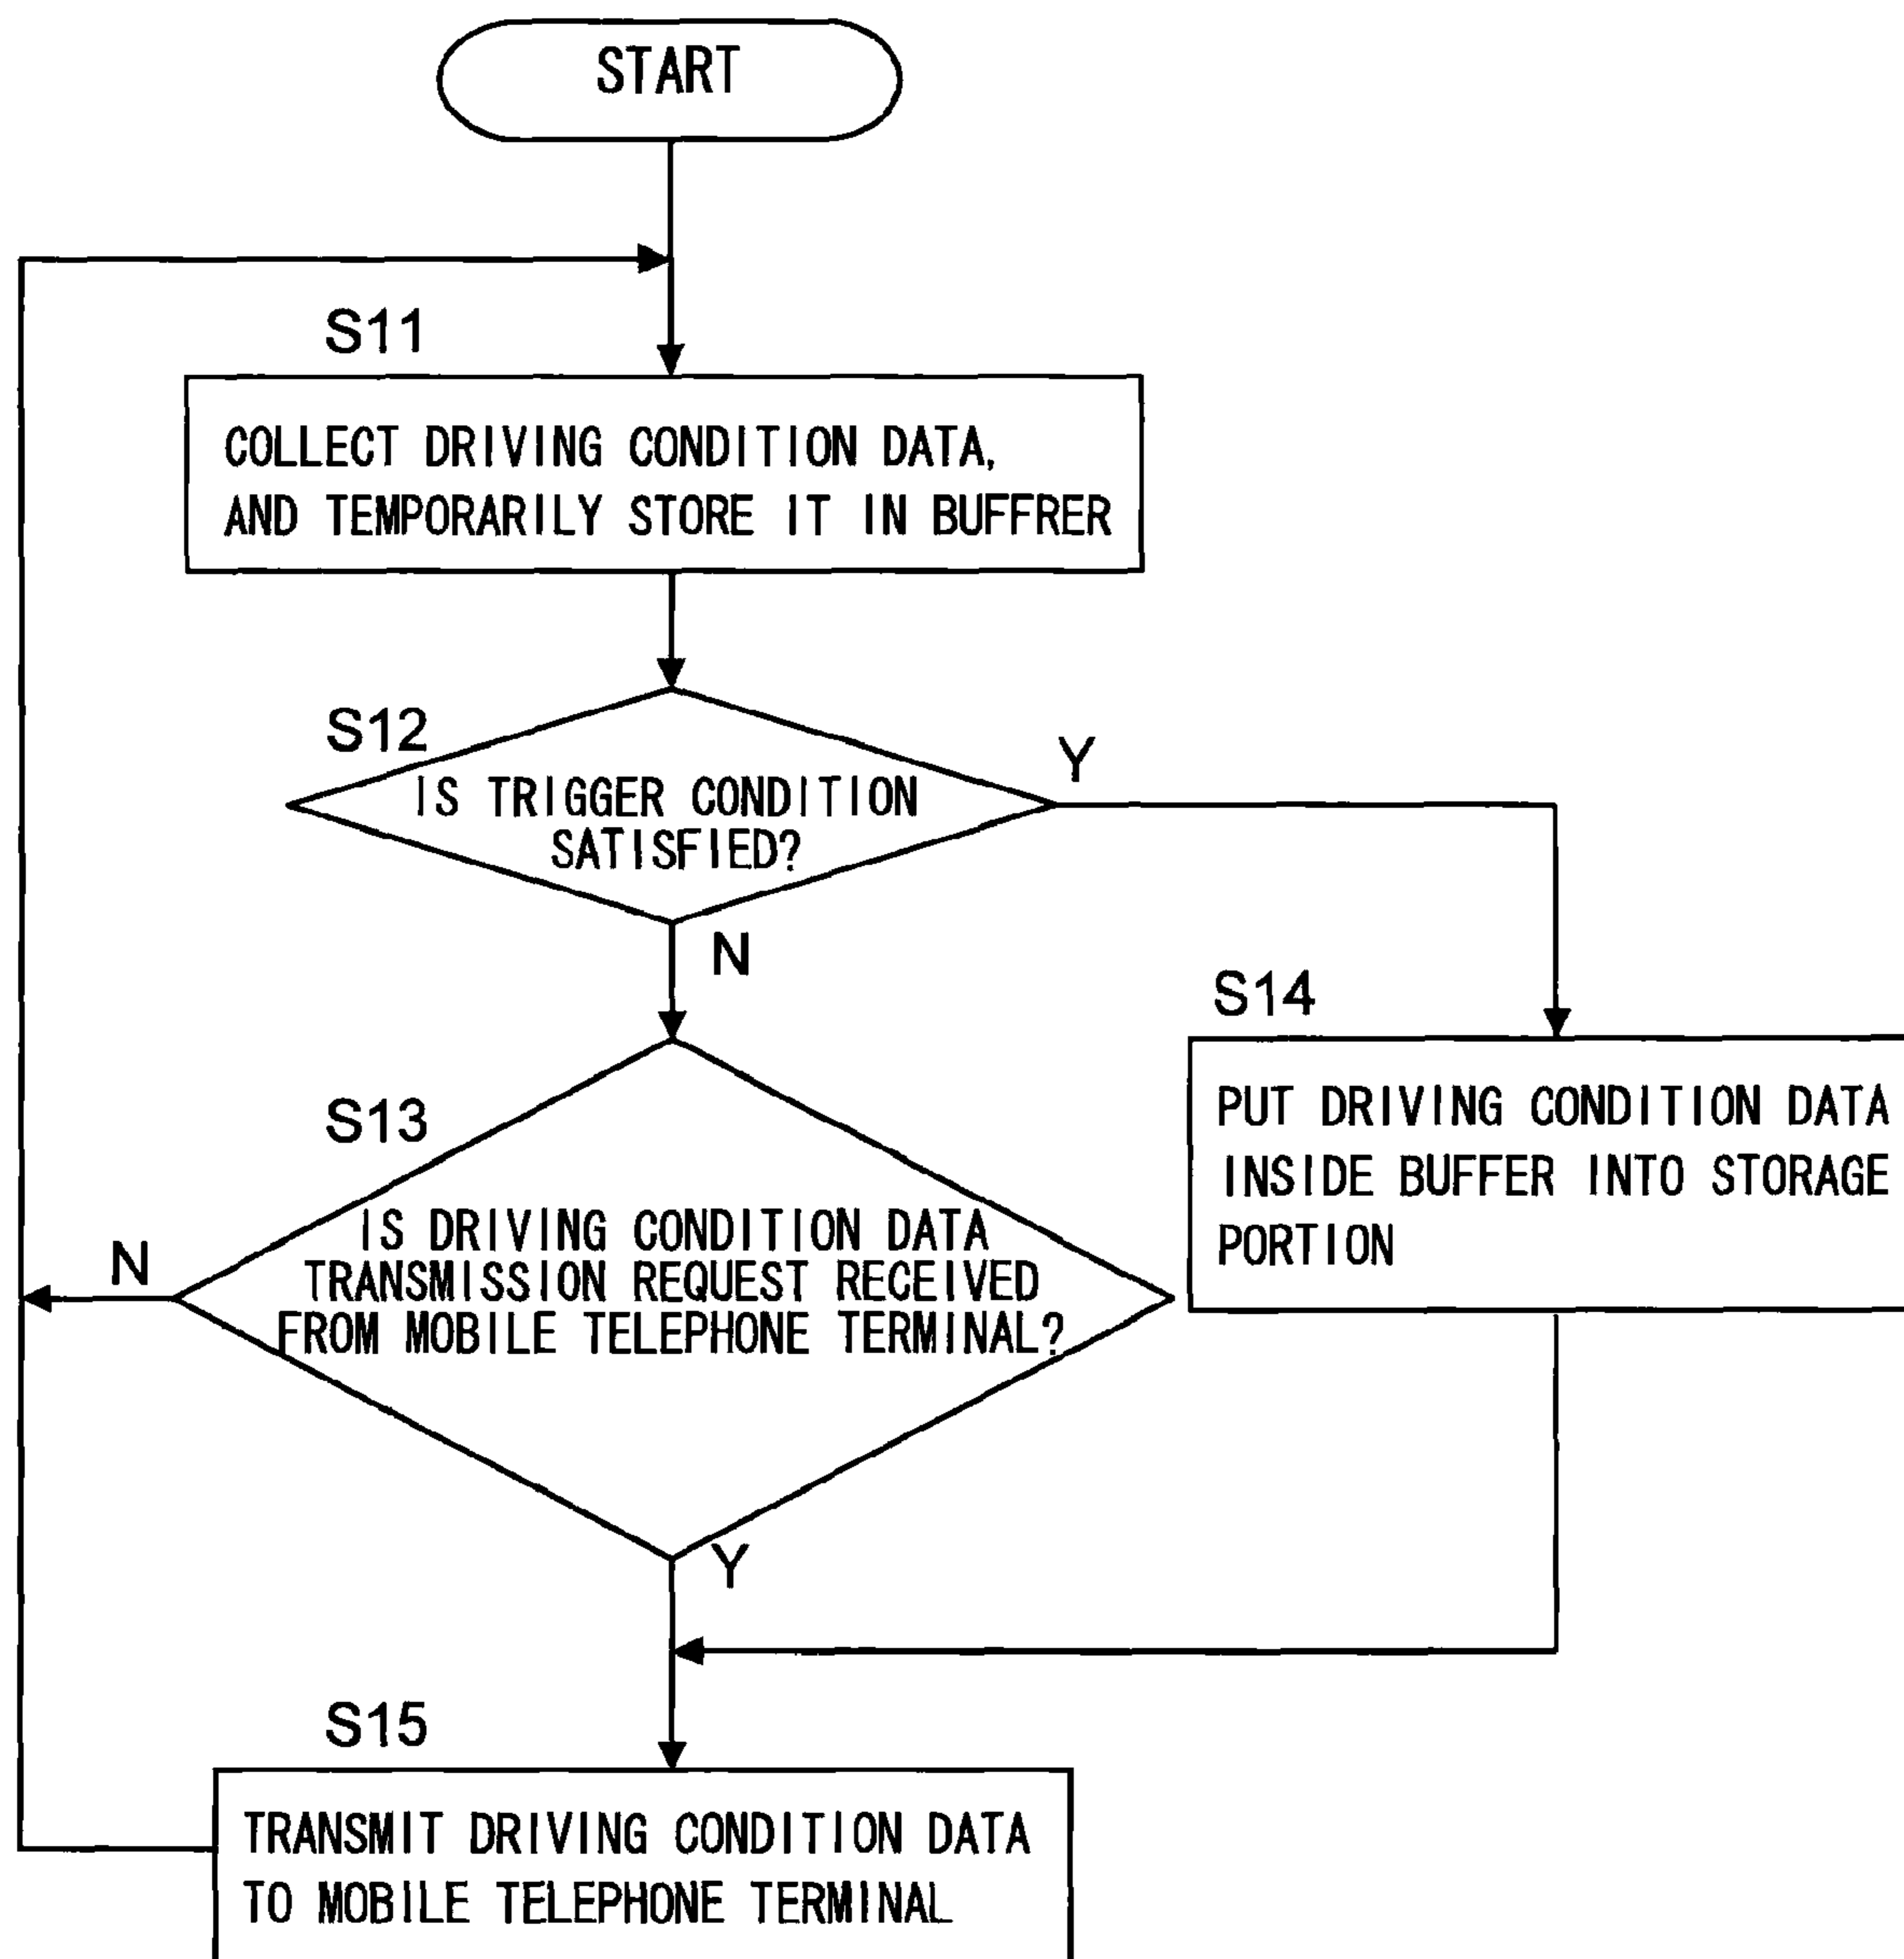 START
S11
COLLECT DRIVING CONDITION DATA,
AND TEMPORARILY STORE IT IN BUFFRER
S12
IS TRIGGER CONDITION
SATISFIED?
Y
N
S14
PUT DRIVING CONDITION DATA
INSIDE BUFFER INTO STORAGE
PORTION
S13
IS DRIVING CONDITION DATA
TRANSMISSION REQUEST RECEIVED
FROM MOBILE TELEPHONE TERMINAL?
N
Y
S15
TRANSMIT DRIVING CONDITION DATA
TO MOBILE TELEPHONE TERMINAL